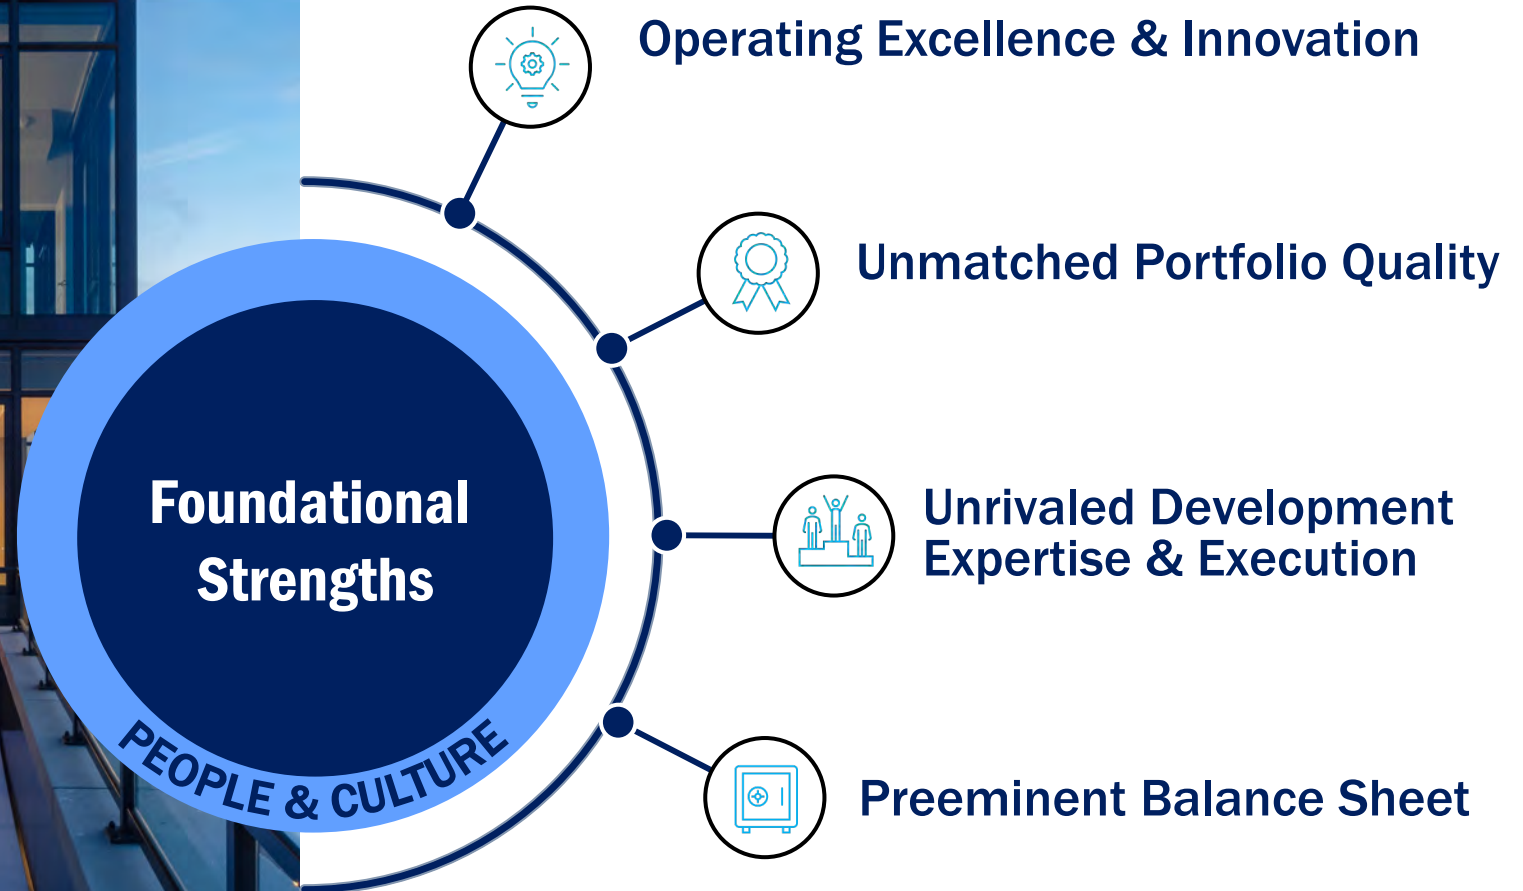 Operating Excellence & Innovation
Unmatched Portfolio Quality
Foundational
Strengths
Unrivaled Development
Expertise & Execution
PEOPLE & CULTURE
Preeminent Balance Sheet